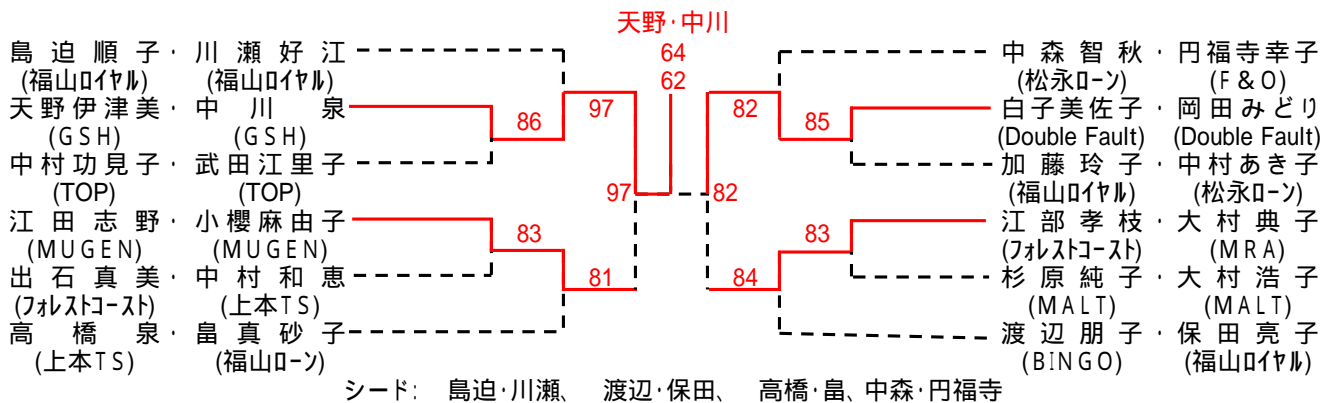 天野・中川
64
62
島迫順子・川瀬好江
(福山ロイヤル) (福山ロイヤル)
天野伊津美・中川泉
(GSH) (GSH)
中村功見子・武田江里子
(TOP) (TOP)
江田志野・小櫻麻由子
(MUGEN) (MUGEN)
出石真美・中村和恵
(フォレストコースト) (上本TS)
高橋泉・畠真砂子
(上本TS) (福山ローン)
86
97
97
83
81
82
85
82
83
84
中森智秋・円福寺幸子
(松永ローン) (F&O)
白子美佐子・岡田みどり
(Double Fault) (Double Fault)
加藤玲子・中村あき子
(福山ロイヤル) (松永ローン)
江部孝枝・大村典子
(フォレストコースト) (MRA)
杉原純子・大村浩子
(MALT) (MALT)
渡辺朋子・保田亮子
(BINGO) (福山ロイヤル)
シード: 島迫・川瀬、 渡辺・保田、 高橋・畠、中森・円福寺